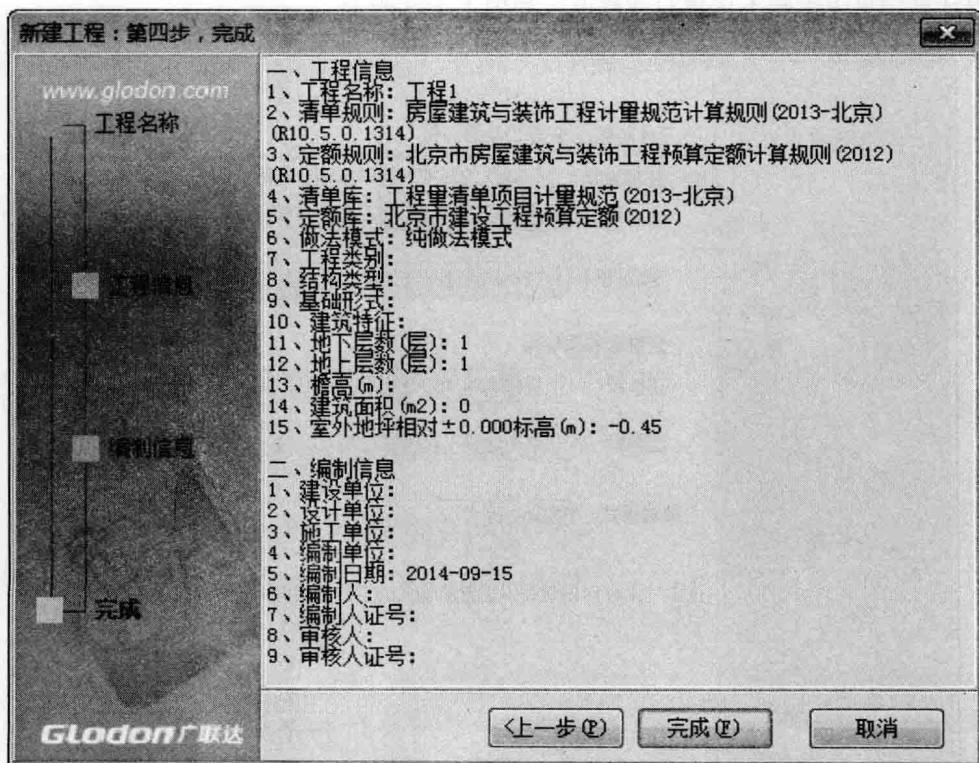 新建工程：第四步，完成
www.glodon.com
工程名称
工程信息
编制信息
完成
Glodon广联达
一、工程信息
1、工程名称：工程1
2、清单规则：房屋建筑与装饰工程计量规范计算规则(2013-北京)
(R10.5.0.1314)
3、定额规则：北京市房屋建筑与装饰工程预算定额计算规则(2012)
(R10.5.0.1314)
4、清单库：工程量清单项目计量规范(2013-北京)
5、定额库：北京市建设工程预算定额(2012)
6、做法模式：纯做法模式
7、工程类别：
8、结构类型：
9、基础形式：
10、建筑特征：
11、地下层数(层)：1
12、地上层数(层)：1
13、檐高(m)：
14、建筑面积(m2)：0
15、室外地坪相对±0.000标高(m)：-0.45
二、编制信息
1、建设单位：
2、设计单位：
3、施工单位：
4、编制单位：
5、编制日期：2014-09-15
6、编制人：
7、编制人证号：
8、审核人：
9、审核人证号：
<上一步(P)
完成(F)
取消